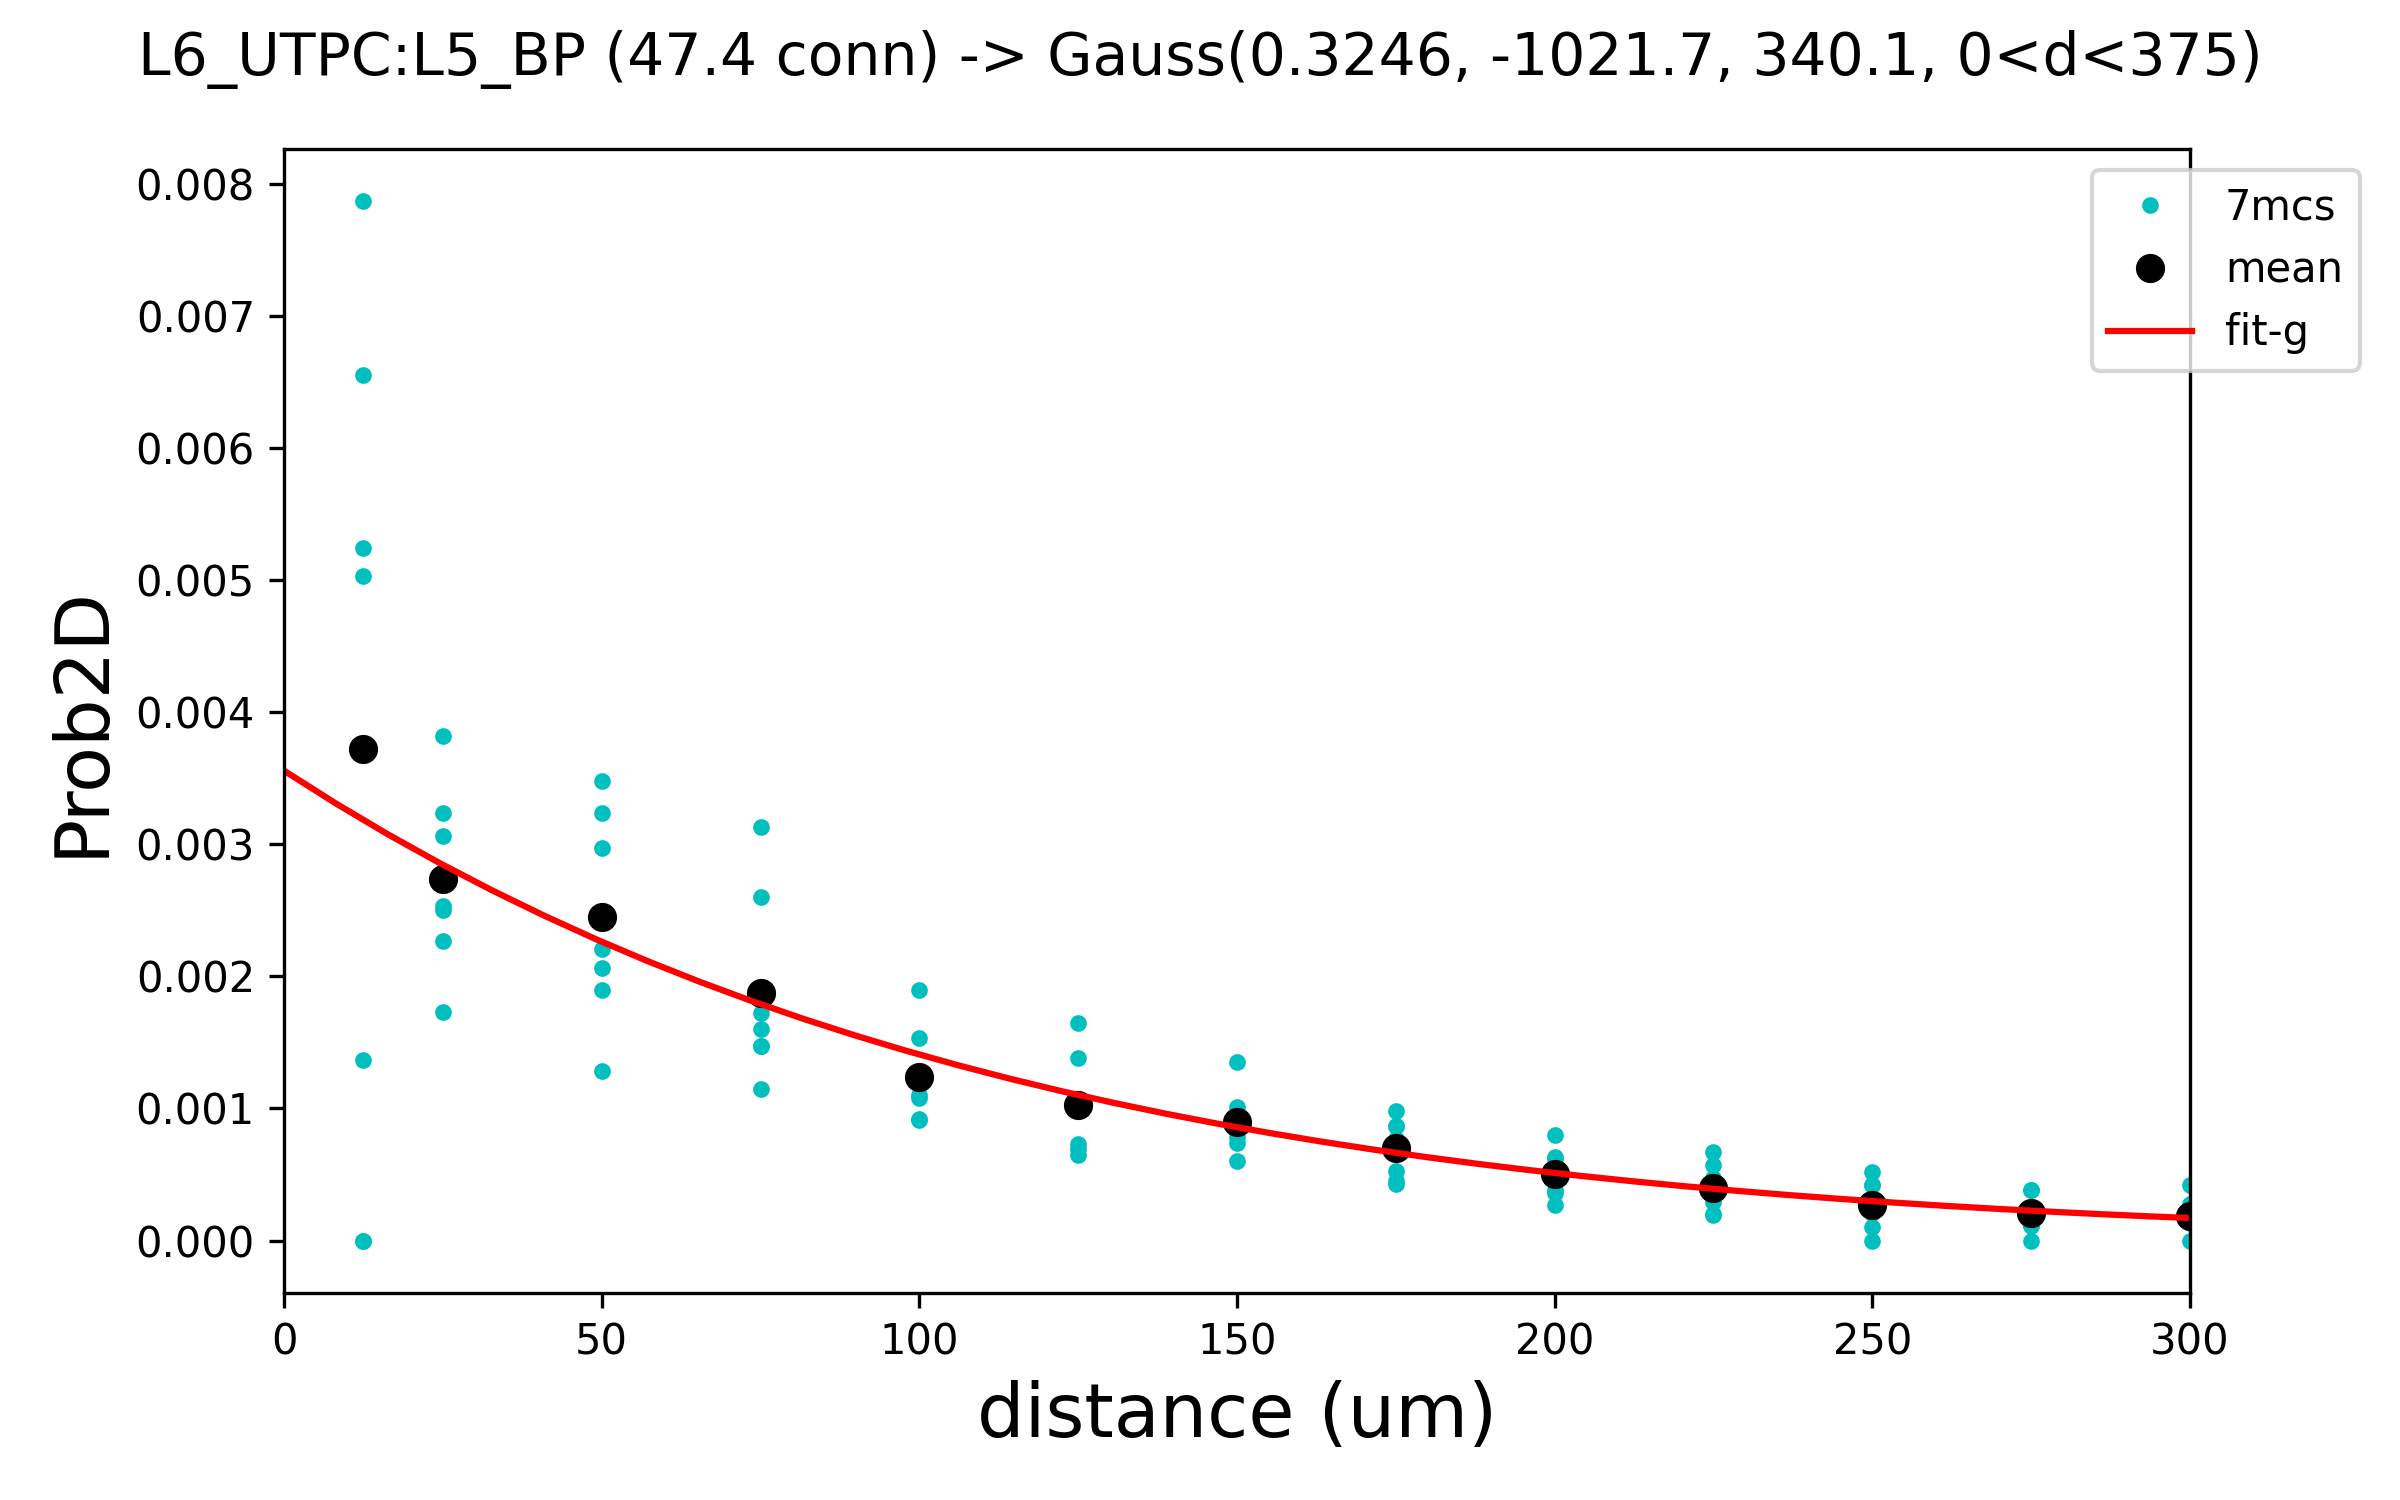 L6_UTPC:L5_BP (47.4 conn) -> Gauss(0.3246, -1021.7, 340.1, 0<d<375)
7mcs
mean
fit-g
Prob2D
0.008
0.007
0.006
0.005
0.004
0.003
0.002
0.001
0.000
0 50 100 150 200 250 300
distance (um)